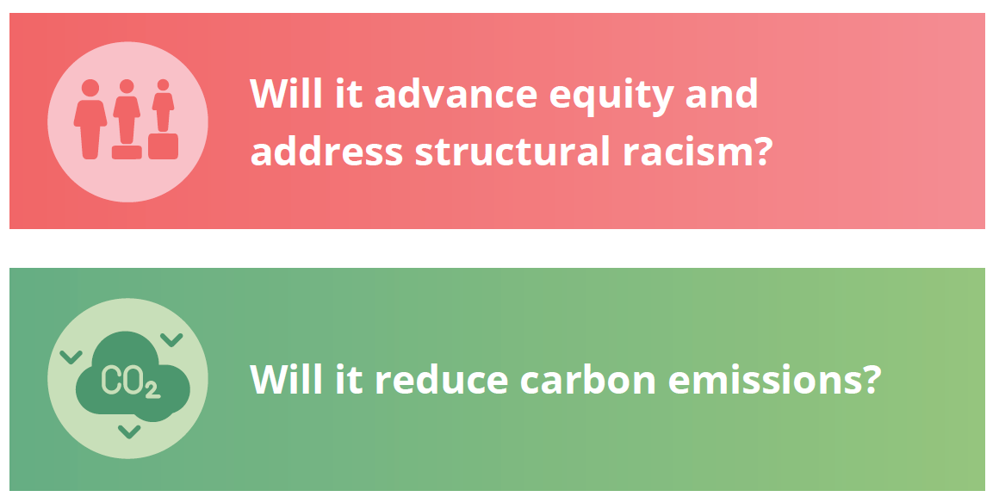 Will it advance equity and
address structural racism?
CO₂
Will it reduce carbon emissions?